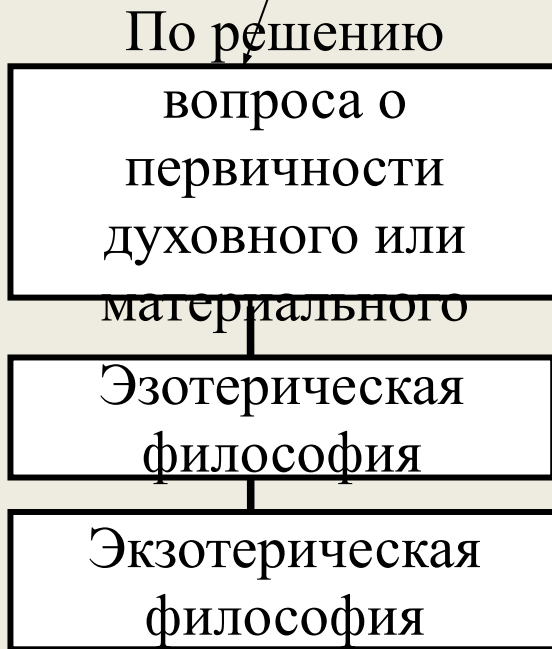 По решению
вопроса о
первичности
духовного или
материального
Эзотерическая
философия
Экзотерическая
философия